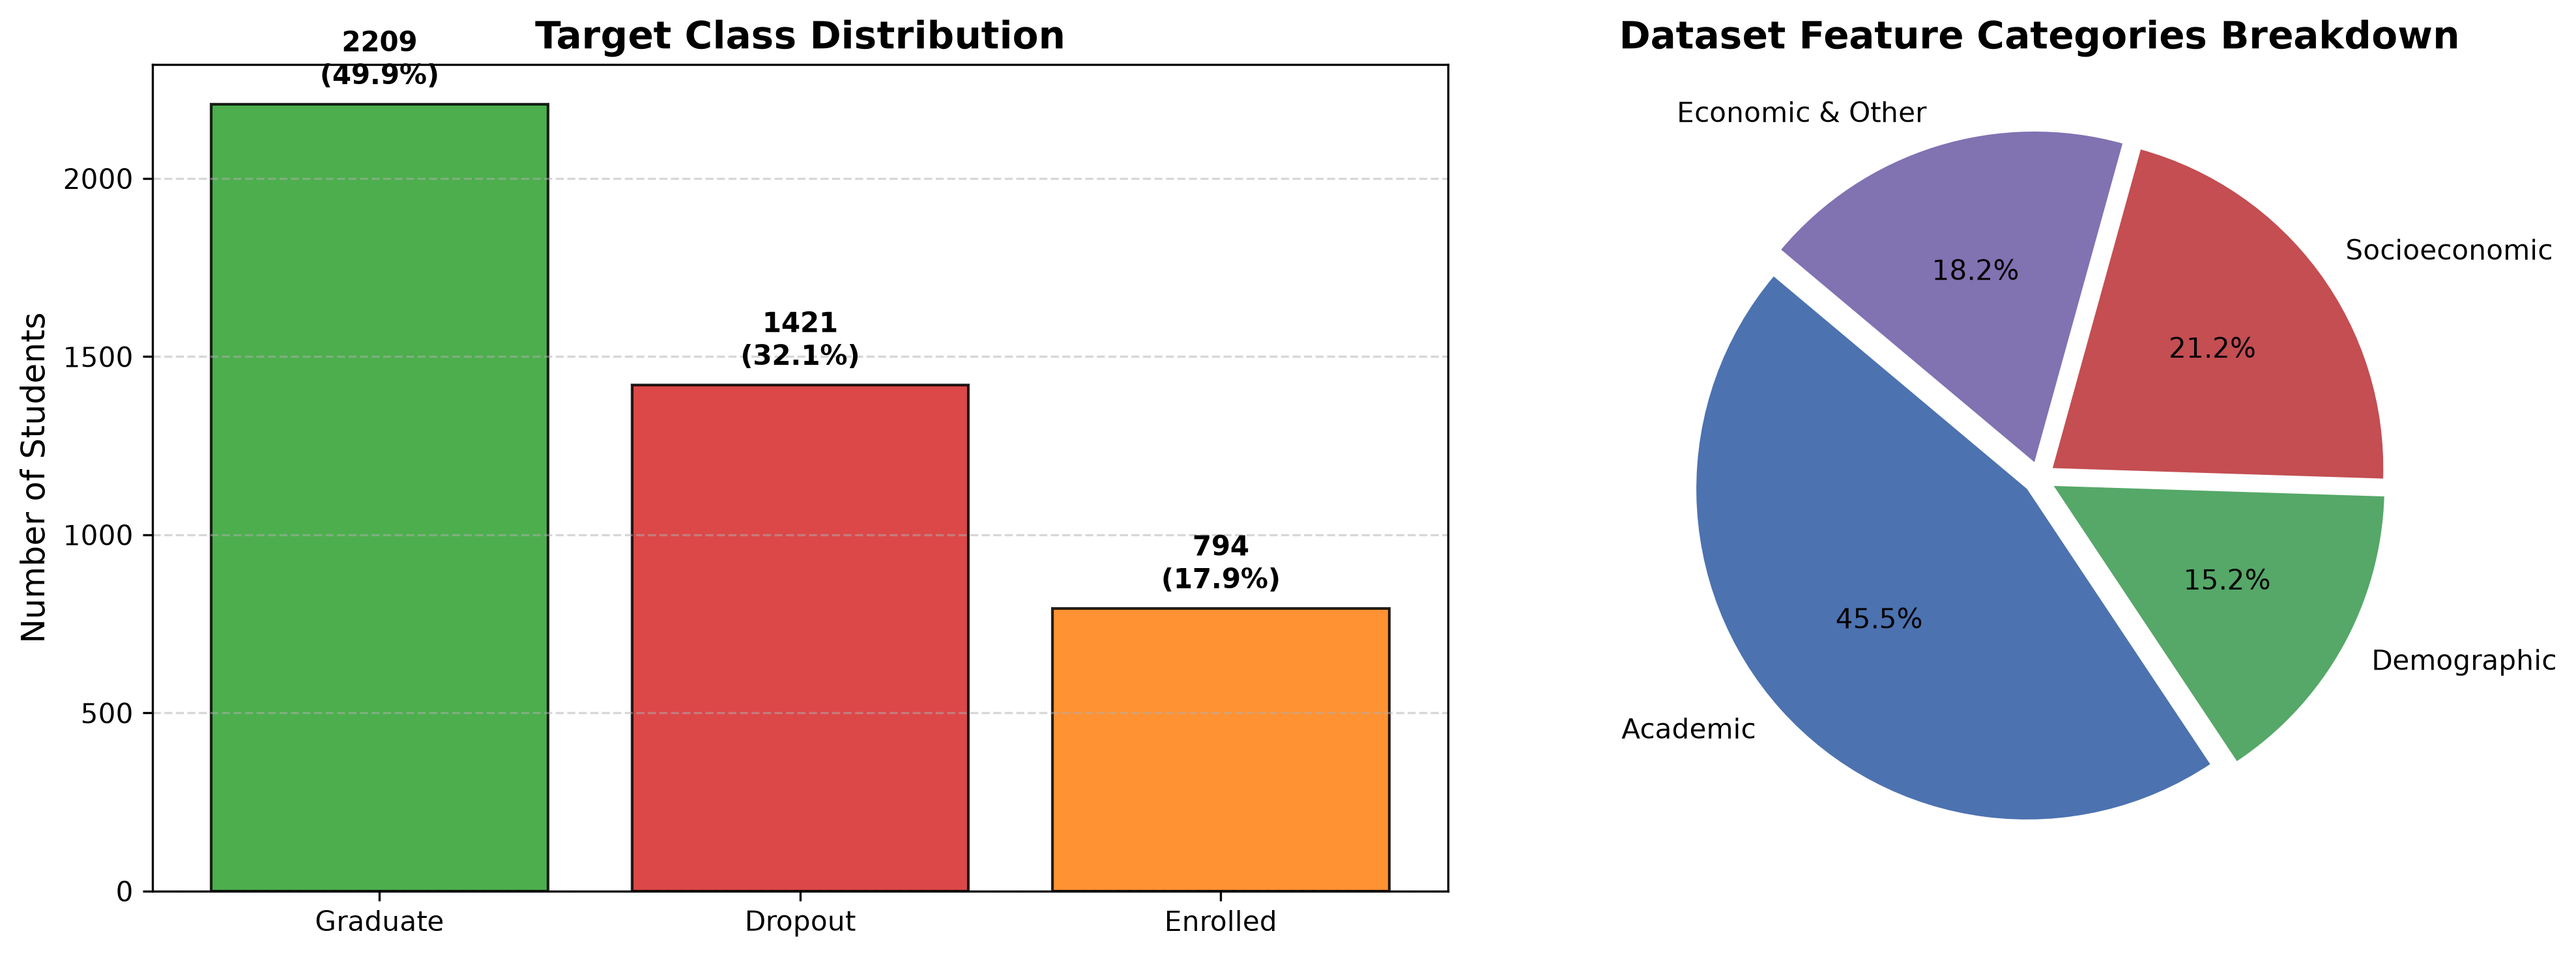 Target Class Distribution
2209
(49.9%)
1421
(32.1%)
794
(17.9%)
Number of Students
2000
1500
1000
500
0
Graduate
Dropout
Enrolled
Dataset Feature Categories Breakdown
Economic & Other
18.2%
Socioeconomic
21.2%
15.2%
Demographic
45.5%
Academic